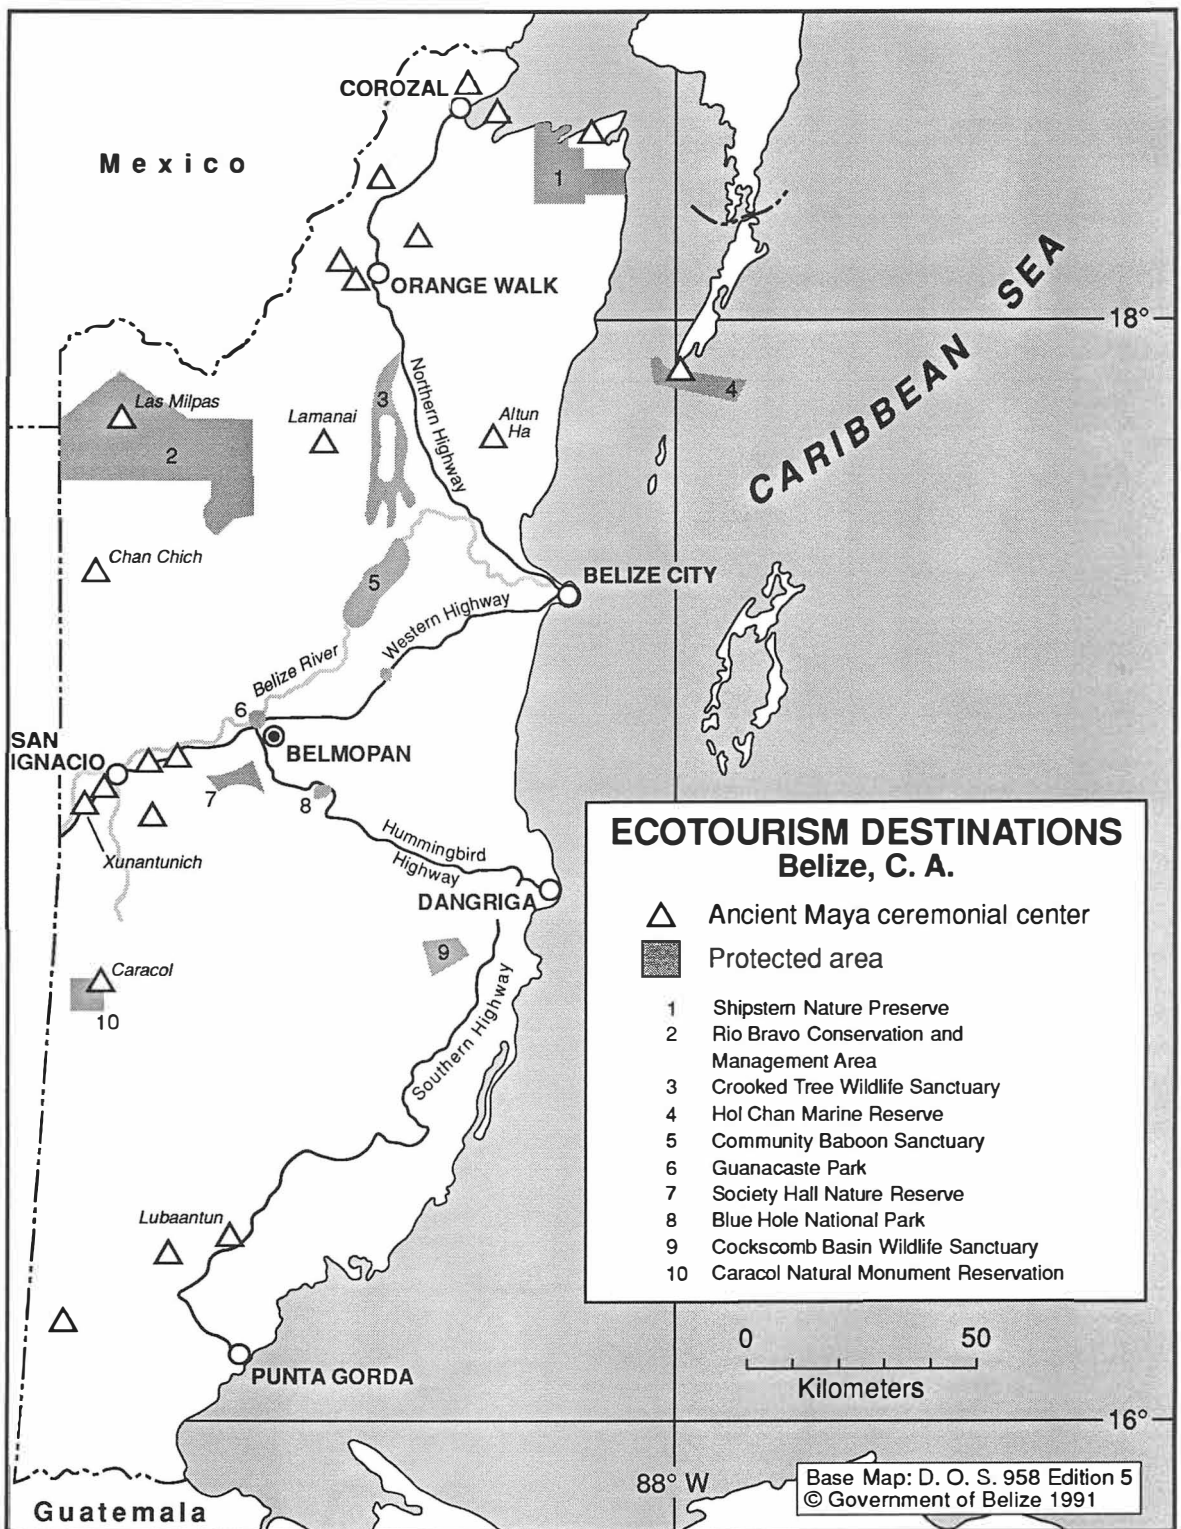 COROZAL
Mexico
1
ORANGE WALK
CARIBBEAN SEA
18°
4
Las Milpas
2
Lamanai
3
Northern Highway
Altun
Ha
Chan Chich
5
BELIZE CITY
Western Highway
Belize River
6
SAN
IGNACIO
BELMOPAN
7
8
Xunantunich
Hummingbird
Highway
DANGRIGA
9
Caracol
10
Southern Highway
Lubaantun
PUNTA GORDA
Guatemala
ECOTOURISM DESTINATIONS
Belize, C. A.
Ancient Maya ceremonial center
Protected area
1 Shipstern Nature Preserve
2 Rio Bravo Conservation and
Management Area
3 Crooked Tree Wildlife Sanctuary
4 Hol Chan Marine Reserve
5 Community Baboon Sanctuary
6 Guanacaste Park
7 Society Hall Nature Reserve
8 Blue Hole National Park
9 Cockscomb Basin Wildlife Sanctuary
10 Caracol Natural Monument Reservation
0 50
Kilometers
16°
88° W
Base Map: D. O. S. 958 Edition 5
© Government of Belize 1991